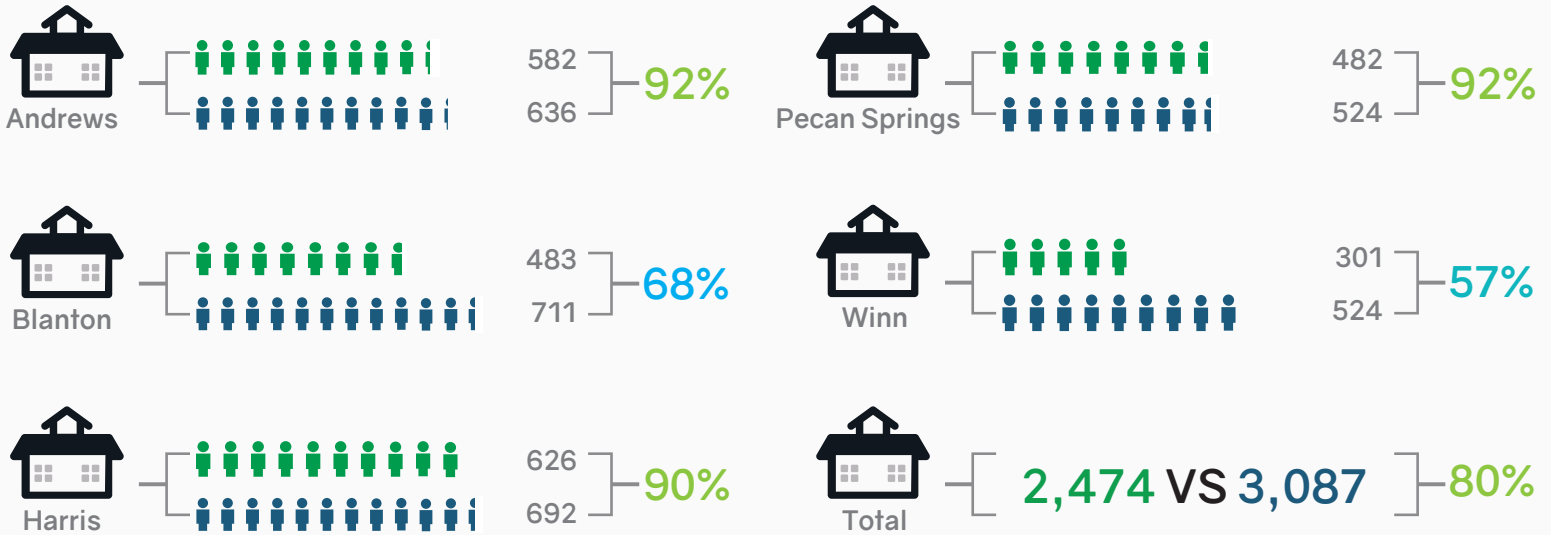 582
92%
636
Andrews
482
92%
524
Pecan Springs
483
68%
711
Blanton
301
57%
524
Winn
626
90%
692
Harris
2,474 VS 3,087
80%
Total